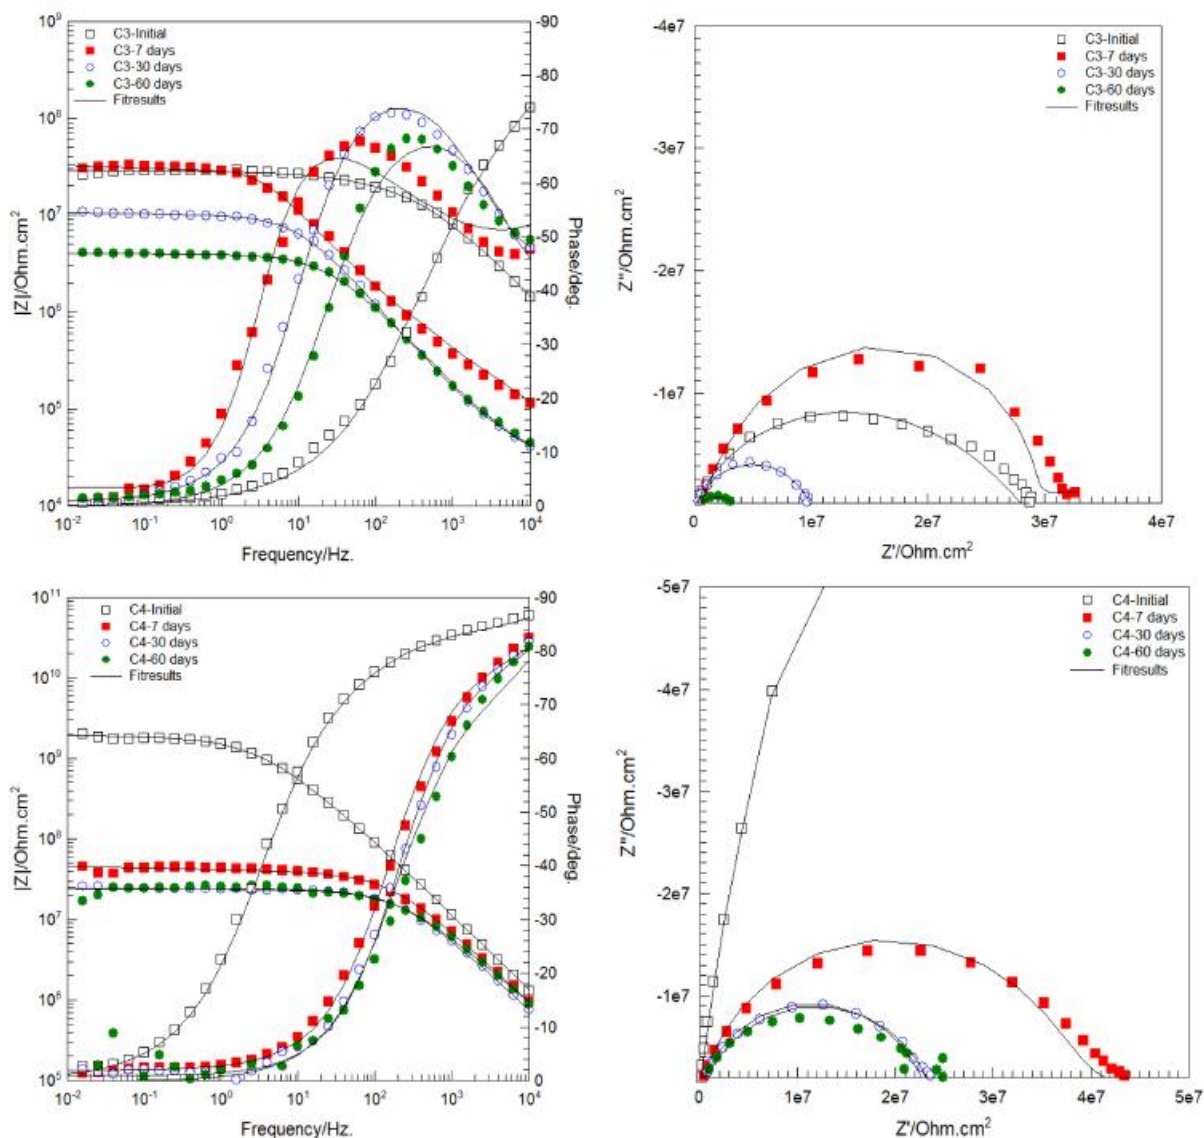 C3-Initial
C3-7 days
C3-30 days
C3-60 days
Fitresults
10⁹
10⁸
10⁷
10⁶
10⁵
10⁴
|Z|/Ohm.cm²
-90
-80
-70
-60
-50
-40
-30
-20
-10
0
Phase/deg.
10⁻² 10⁻¹ 10⁰ 10¹ 10² 10³ 10⁴
Frequency/Hz.
C3-Initial
C3-7 days
C3-30 days
C3-60 days
Fitresults
-4e7
-3e7
-2e7
-1e7
Z''/Ohm.cm²
0 1e7 2e7 3e7 4e7
Z'/Ohm.cm²
C4-Initial
C4-7 days
C4-30 days
C4-60 days
Fitresults
10¹¹
10¹⁰
10⁹
10⁸
10⁷
10⁶
10⁵
|Z|/Ohm.cm²
-90
-80
-70
-60
-50
-40
-30
-20
-10
0
Phase/deg.
10⁻² 10⁻¹ 10⁰ 10¹ 10² 10³ 10⁴
Frequency/Hz.
C4-Initial
C4-7 days
C4-30 days
C4-60 days
Fitresults
-5e7
-4e7
-3e7
-2e7
-1e7
Z''/Ohm.cm²
0 1e7 2e7 3e7 4e7 5e7
Z'/Ohm.cm²